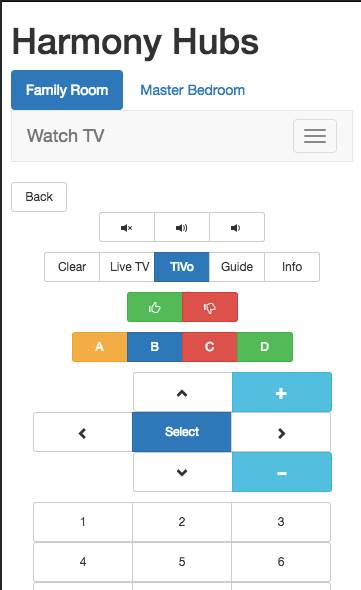 Harmony Hubs
Family Room Master Bedroom
Watch TV
Back
Clear Live TV TiVo Guide Info
A B C D
+
Select
−
1 2 3
4 5 6